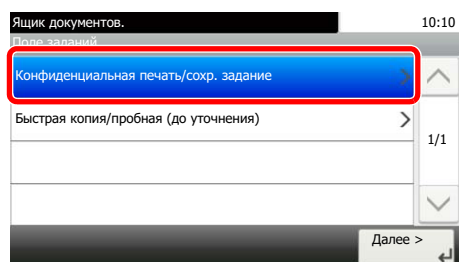 Ящик документов. 10:10
Поле заданий
Конфиденциальная печать/сохр. задание
Быстрая копия/пробная (до уточнения)
1/1
Далее >